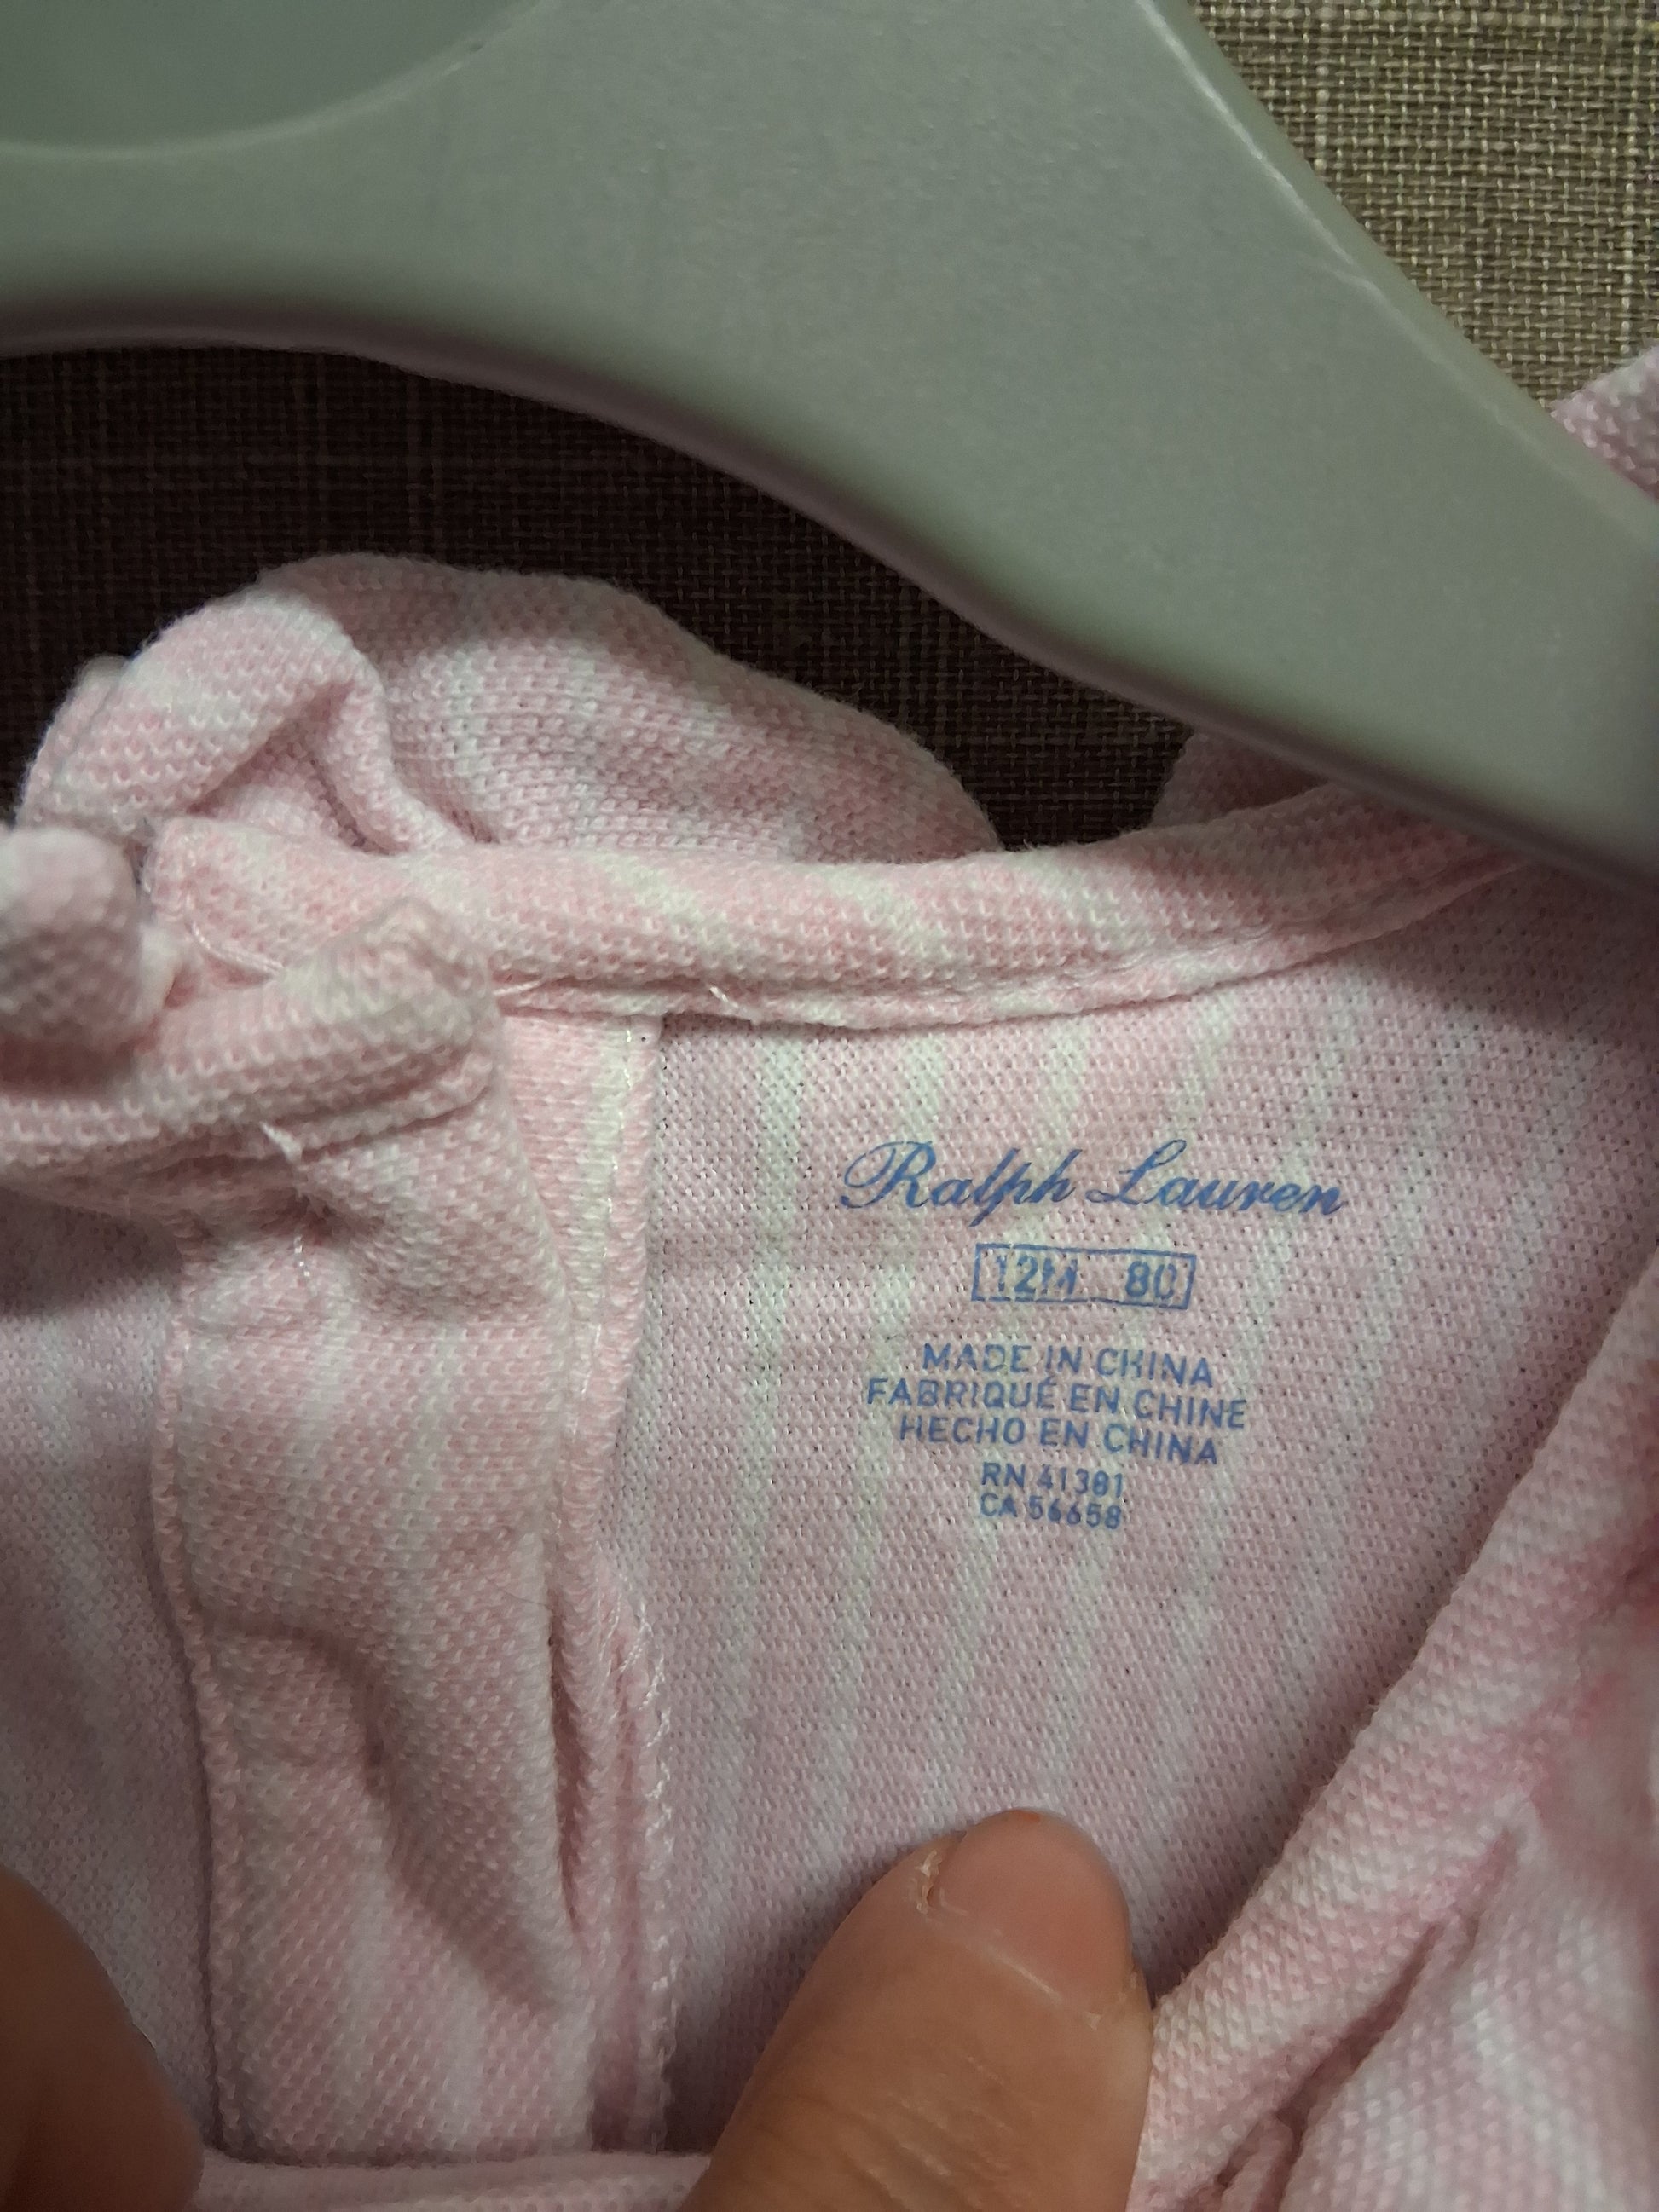 Ralph Lauren
12M 80
MADE IN CHINA
FABRIQUÉ EN CHINE
HECHO EN CHINA
RN 41381
CA 56658